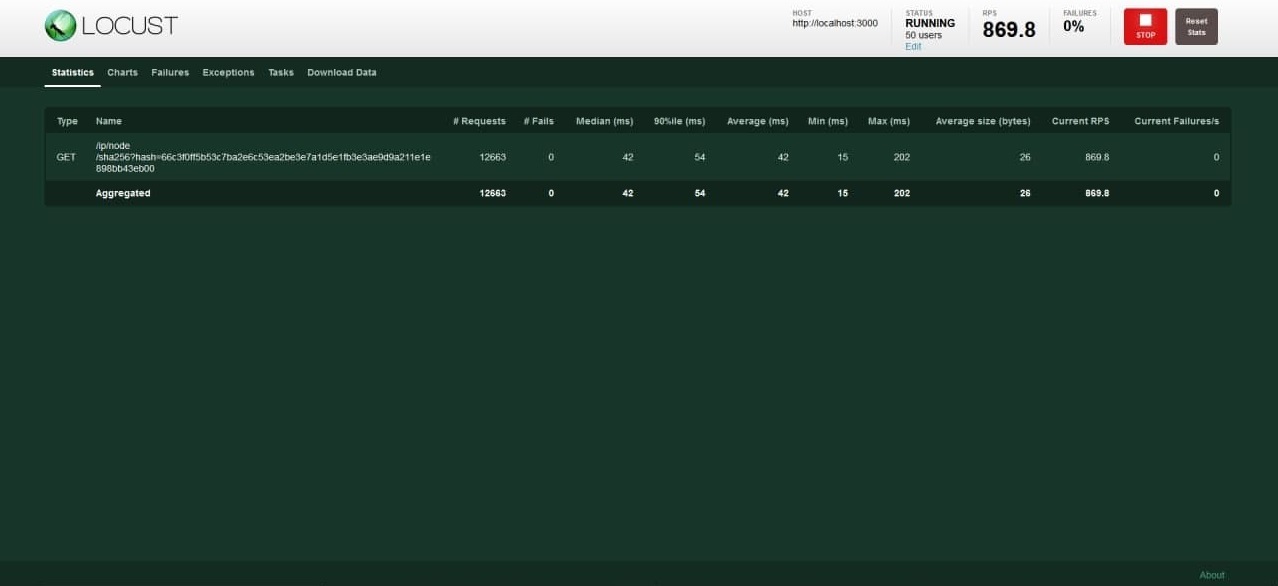 LOCUST
HOST
http://localhost:3000
STATUS
RUNNING
50 users
Edit
RPS
869.8
FAILURES
0%
STOP
Reset
Stats
Statistics Charts Failures Exceptions Tasks Download Data
Type Name # Requests # Fails Median (ms) 90%ile (ms) Average (ms) Min (ms) Max (ms) Average size (bytes) Current RPS Current Failures/s
/ip/node
GET /sha256?hash=66c3f0ff5b53c7ba2e6c53ea2be3e7a1d5e1fb3e3ae9d9a211e1e 12663 0 42 54 42 15 202 26 869.8 0
898bb43eb00
Aggregated 12663 0 42 54 42 15 202 26 869.8 0
About